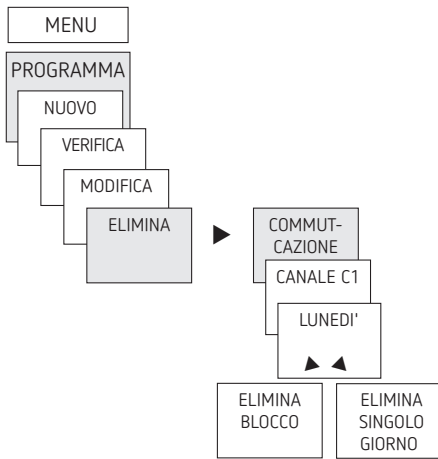 MENU
PROGRAMMA
NUOVO
VERIFICA
MODIFICA
ELIMINA
COMMUT-
CAZIONE
CANALE C1
LUNEDI'
ELIMINA
BLOCCO
ELIMINA
SINGOLO
GIORNO